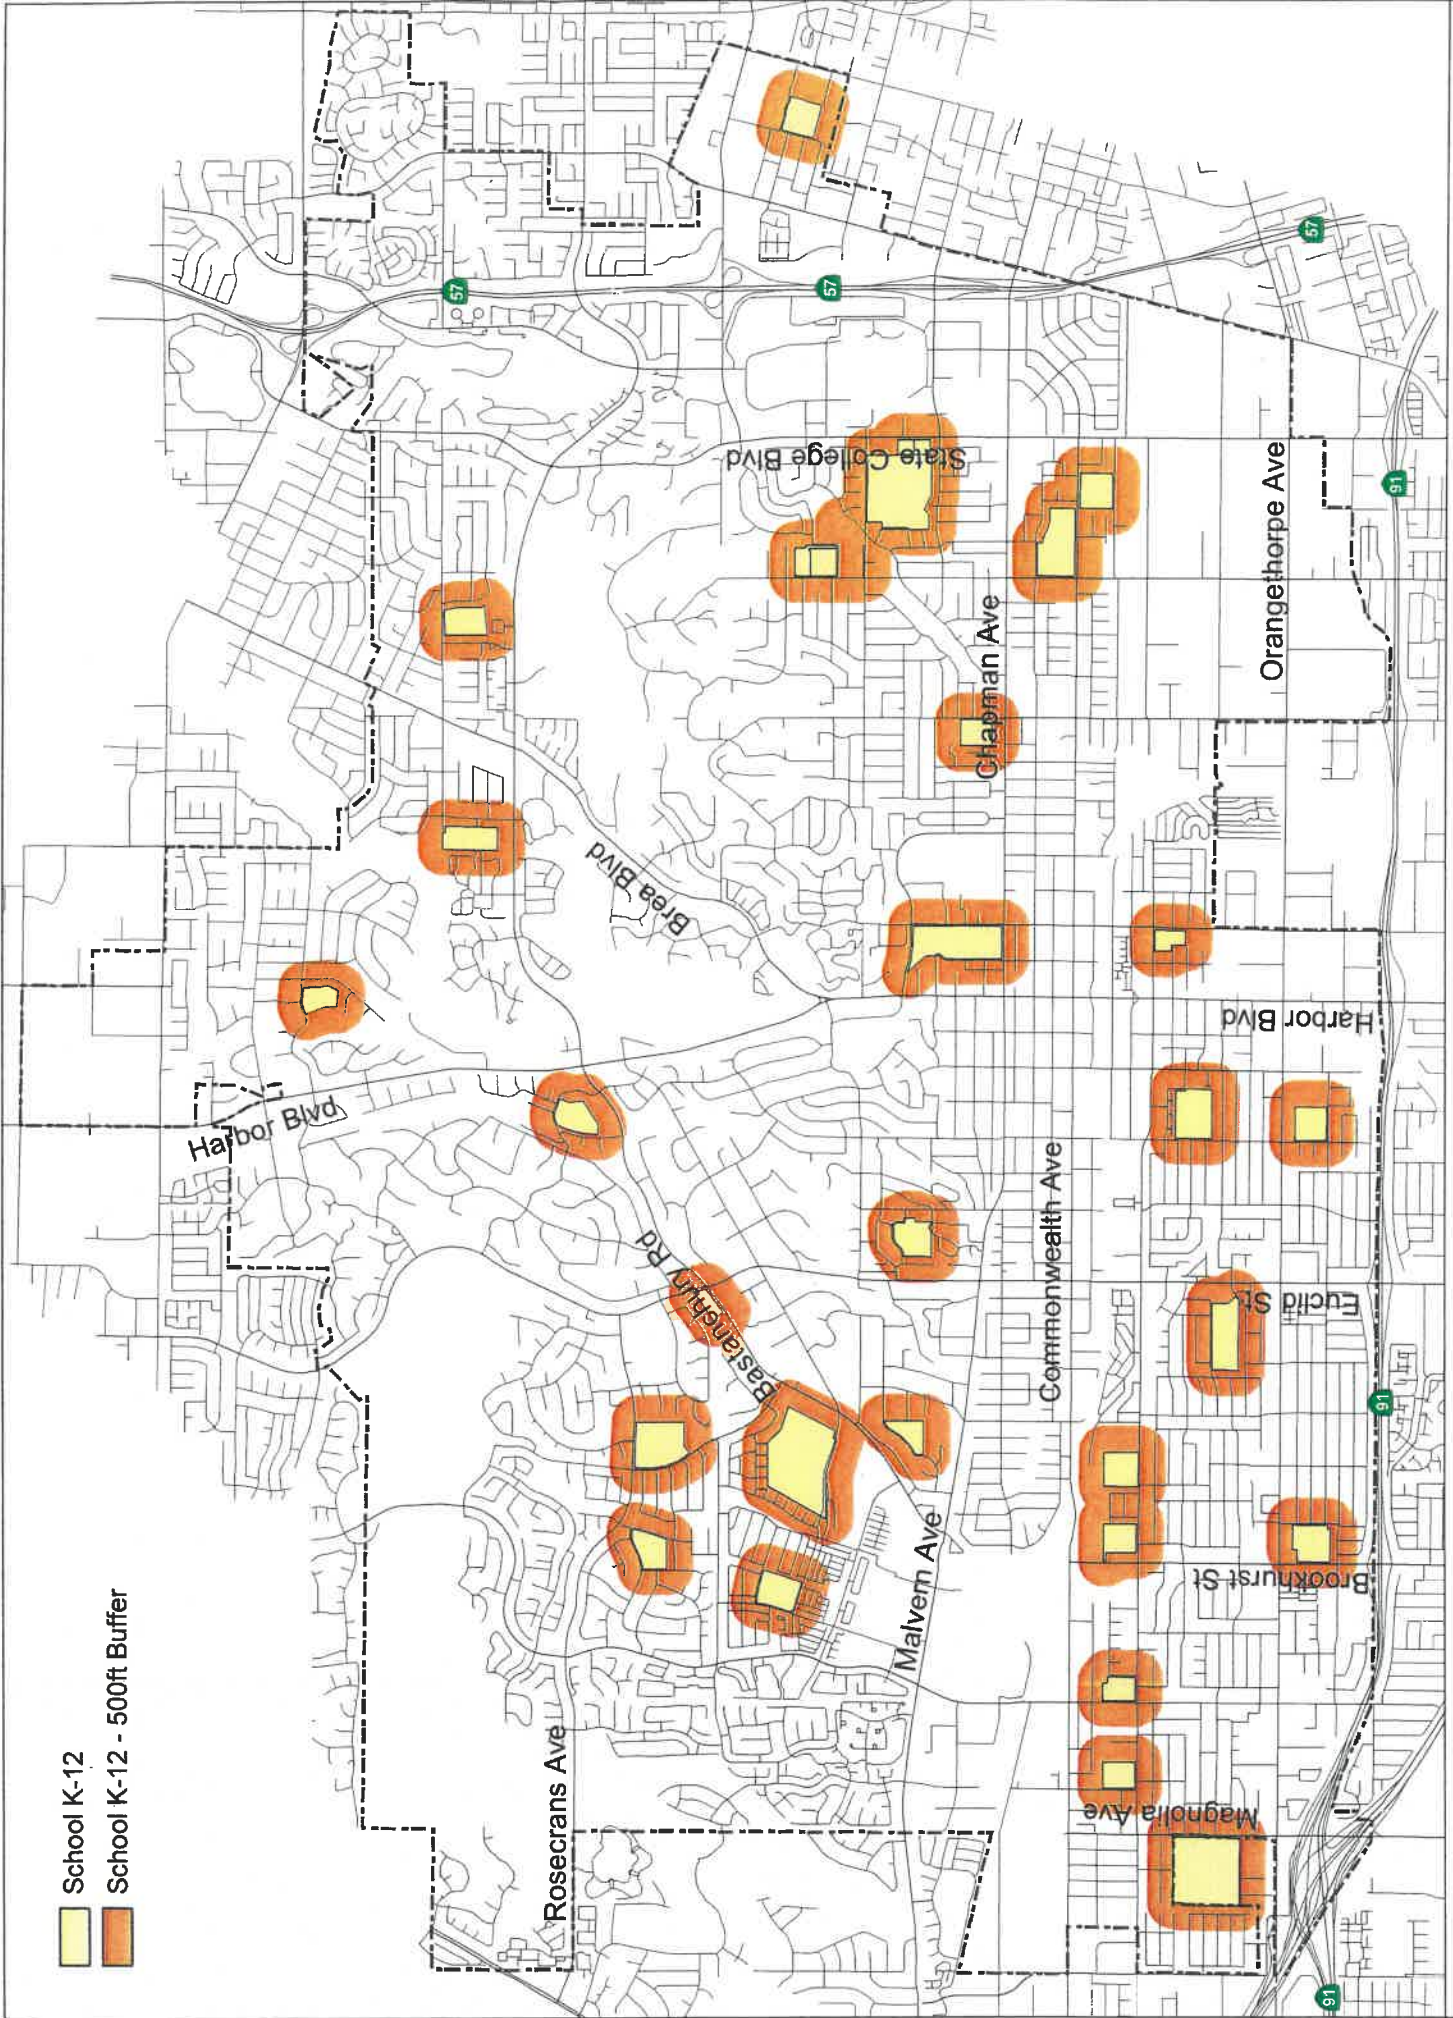 School K-12
School K-12 - 500ft Buffer
Rosecrans Ave
Harbor Blvd
Bastanchury Rd
Brea Blvd
Malvern Ave
Commonwealth Ave
Chapman Ave
State College Blvd
Orangethorpe Ave
Magnolia Ave
Brookhurst St
Euclid St
Harbor Blvd
57
57
57
91
91
91